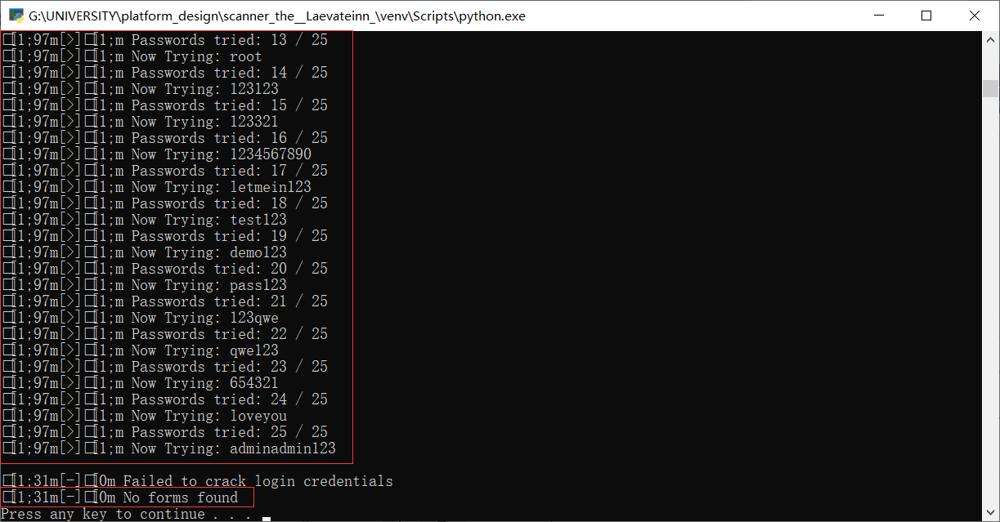 G:\UNIVERSITY\platform_design\scanner_the__Laevateinn_\venv\Scripts\python.exe
□[1;97m[>]□[1;m Passwords tried: 13 / 25
□[1;97m[>]□[1;m Now Trying: root
□[1;97m[>]□[1;m Passwords tried: 14 / 25
□[1;97m[>]□[1;m Now Trying: 123123
□[1;97m[>]□[1;m Passwords tried: 15 / 25
□[1;97m[>]□[1;m Now Trying: 123321
□[1;97m[>]□[1;m Passwords tried: 16 / 25
□[1;97m[>]□[1;m Now Trying: 1234567890
□[1;97m[>]□[1;m Passwords tried: 17 / 25
□[1;97m[>]□[1;m Now Trying: letmein123
□[1;97m[>]□[1;m Passwords tried: 18 / 25
□[1;97m[>]□[1;m Now Trying: test123
□[1;97m[>]□[1;m Passwords tried: 19 / 25
□[1;97m[>]□[1;m Now Trying: demo123
□[1;97m[>]□[1;m Passwords tried: 20 / 25
□[1;97m[>]□[1;m Now Trying: pass123
□[1;97m[>]□[1;m Passwords tried: 21 / 25
□[1;97m[>]□[1;m Now Trying: 123qwe
□[1;97m[>]□[1;m Passwords tried: 22 / 25
□[1;97m[>]□[1;m Now Trying: qwe123
□[1;97m[>]□[1;m Passwords tried: 23 / 25
□[1;97m[>]□[1;m Now Trying: 654321
□[1;97m[>]□[1;m Passwords tried: 24 / 25
□[1;97m[>]□[1;m Now Trying: loveyou
□[1;97m[>]□[1;m Passwords tried: 25 / 25
□[1;97m[>]□[1;m Now Trying: adminadmin123
□[1;31m[-]□[0m Failed to crack login credentials
□[1;31m[-]□[0m No forms found
Press any key to continue . . .